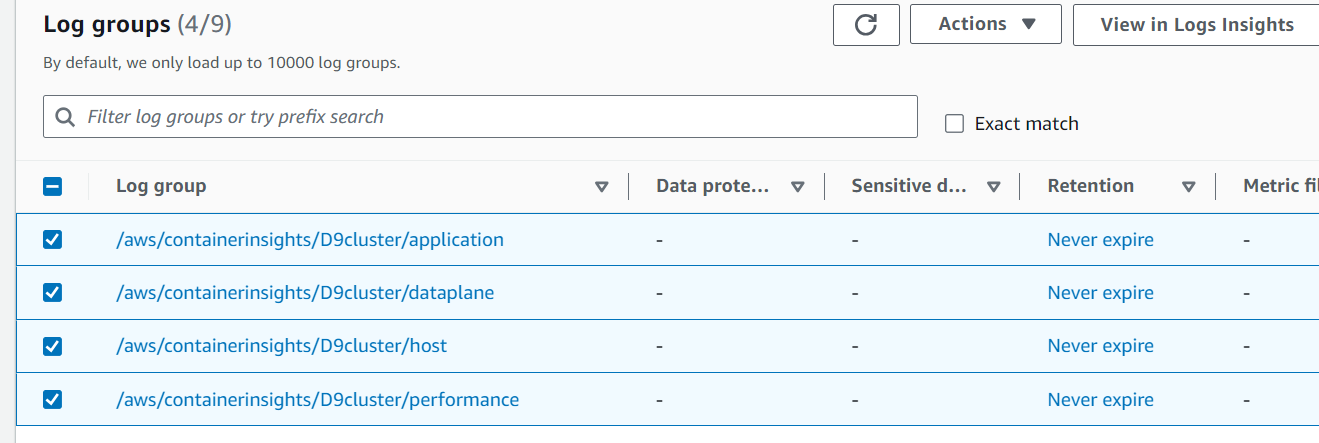 Log groups (4/9)
Actions
View in Logs Insights
By default, we only load up to 10000 log groups.
Filter log groups or try prefix search
Exact match
Log group Data prote... Sensitive d... Retention Metric fil
/aws/containerinsights/D9cluster/application - - Never expire -
/aws/containerinsights/D9cluster/dataplane - - Never expire -
/aws/containerinsights/D9cluster/host - - Never expire -
/aws/containerinsights/D9cluster/performance - - Never expire -